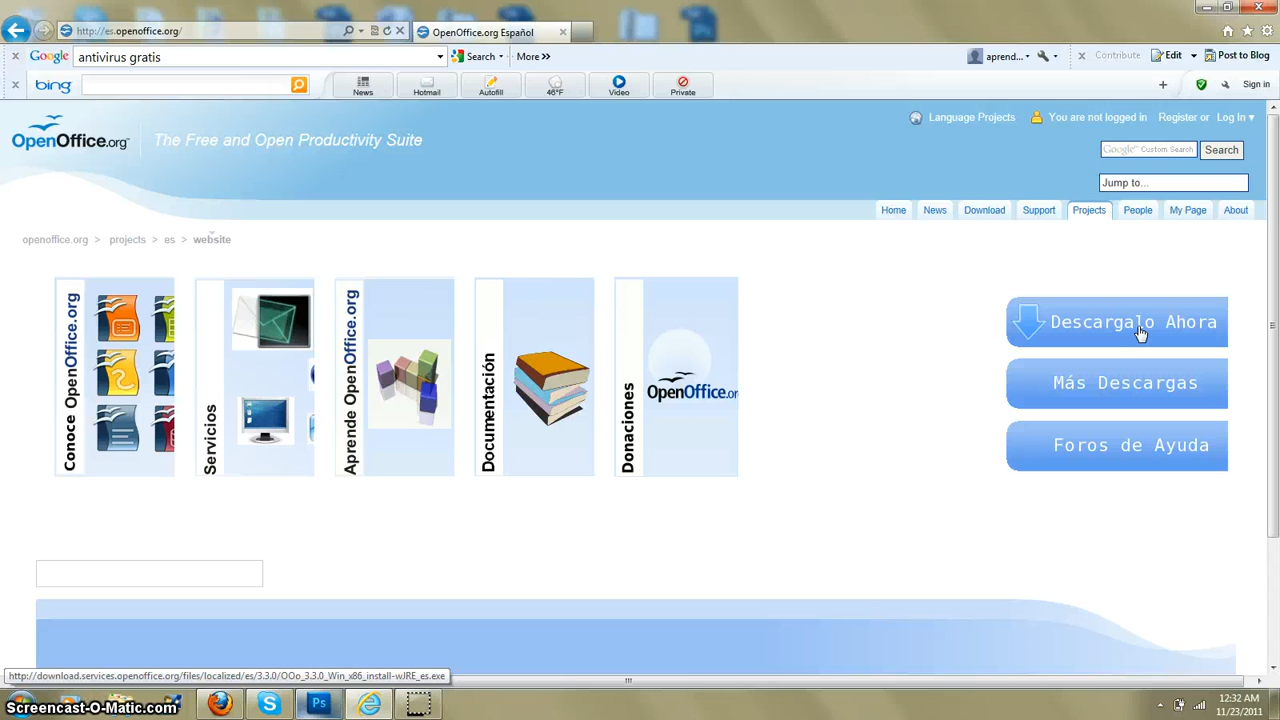 http://es.openoffice.org/
OpenOffice.org Español
Google
antivirus gratis
Search
More »
aprend...
Contribute
Edit
Post to Blog
bing
News
Hotmail
Autofill
46°F
Video
Private
Sign in
OpenOffice.org
The Free and Open Productivity Suite
Language Projects
You are not logged in
Register or
Log In
Google™ Custom Search
Search
Jump to...
Home
News
Download
Support
Projects
People
My Page
About
openoffice.org > projects > es > website
Conoce OpenOffice.org
Servicios
Aprende OpenOffice.org
Documentación
Donaciones
OpenOffice.or
Descargalo Ahora
Más Descargas
Foros de Ayuda
http://download.services.openoffice.org/files/localized/es/3.3.0/OOo_3.3.0_Win_x86_install-wJRE_es.exe
Ps
Screencast-O-Matic.com
12:32 AM
11/23/2011